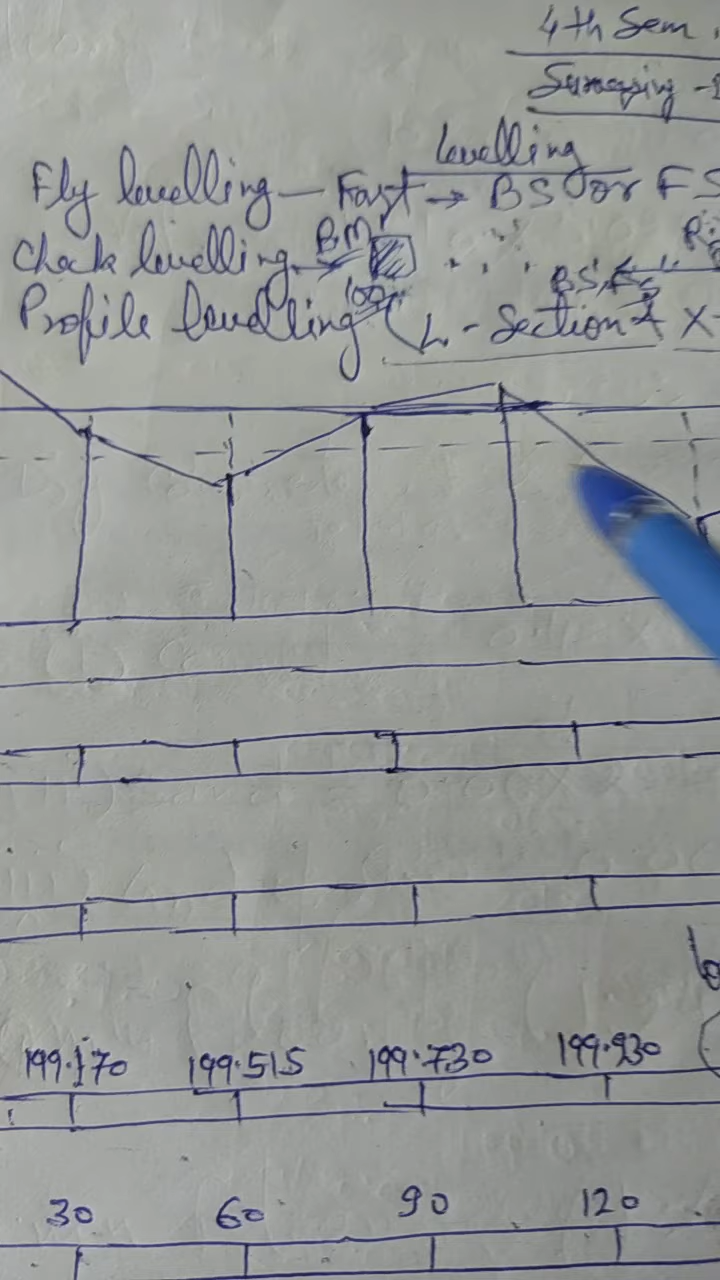 4th Sem.
Surveying -
Levelling
Fly levelling — Fast → BS or FS
Check levelling BM
100
BS, FS
Profile levelling (L-Section & X-
199.170 199.515 199.730 199.930
30 60 90 120